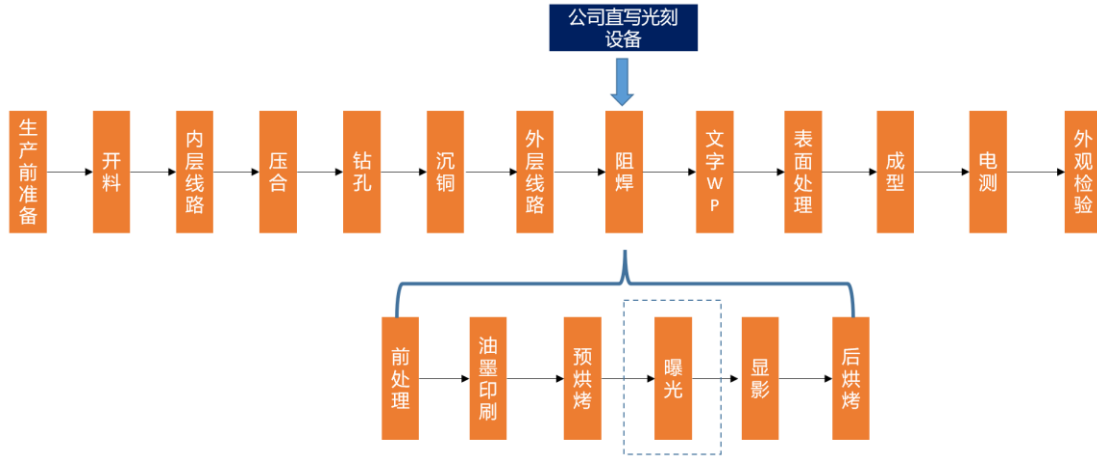 公司直写光刻
设备
生产前准备
开料
内层线路
压合
钻孔
沉铜
外层线路
阻焊
文字WP
表面处理
成型
电测
外观检验
前处理
油墨印刷
预烘烤
曝光
显影
后烘烤